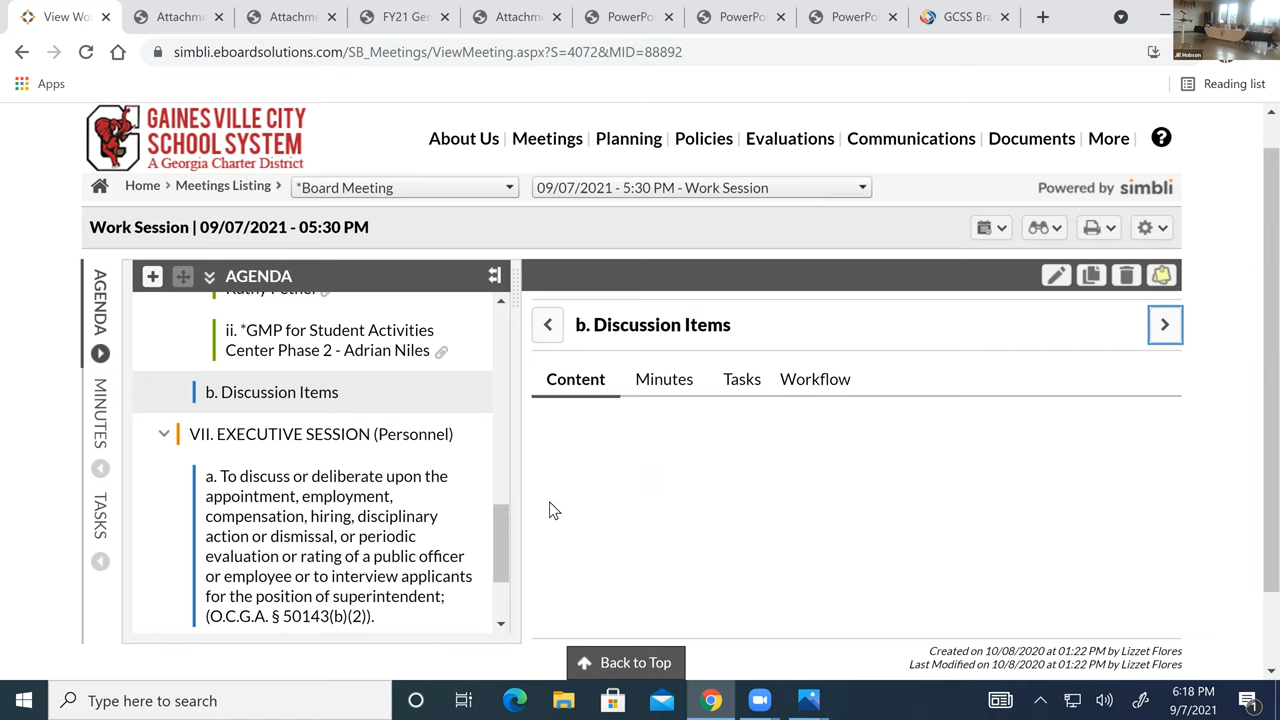 View Wo
Attachm
Attachm
FY21 Ge
Attachm
PowerPo
PowerPo
PowerPo
GCSS Bra
simbli.eboardsolutions.com/SB_Meetings/ViewMeeting.aspx?S=4072&MID=88892
Jill Hobson
Apps
Reading list
GAINESVILLE CITY
SCHOOL SYSTEM
A Georgia Charter District
About Us | Meetings | Planning | Policies | Evaluations | Communications | Documents | More | ?
Home > Meetings Listing >
*Board Meeting
09/07/2021 - 5:30 PM - Work Session
Powered by simbli
Work Session | 09/07/2021 - 05:30 PM
AGENDA
MINUTES
TASKS
AGENDA
ii. *GMP for Student Activities
Center Phase 2 - Adrian Niles
b. Discussion Items
VII. EXECUTIVE SESSION (Personnel)
a. To discuss or deliberate upon the
appointment, employment,
compensation, hiring, disciplinary
action or dismissal, or periodic
evaluation or rating of a public officer
or employee or to interview applicants
for the position of superintendent;
(O.C.G.A. § 50143(b)(2)).
b. Discussion Items
Content Minutes Tasks Workflow
Created on 10/08/2020 at 01:22 PM by Lizzet Flores
Last Modified on 10/8/2020 at 01:22 PM by Lizzet Flores
Back to Top
Type here to search
6:18 PM
9/7/2021
1